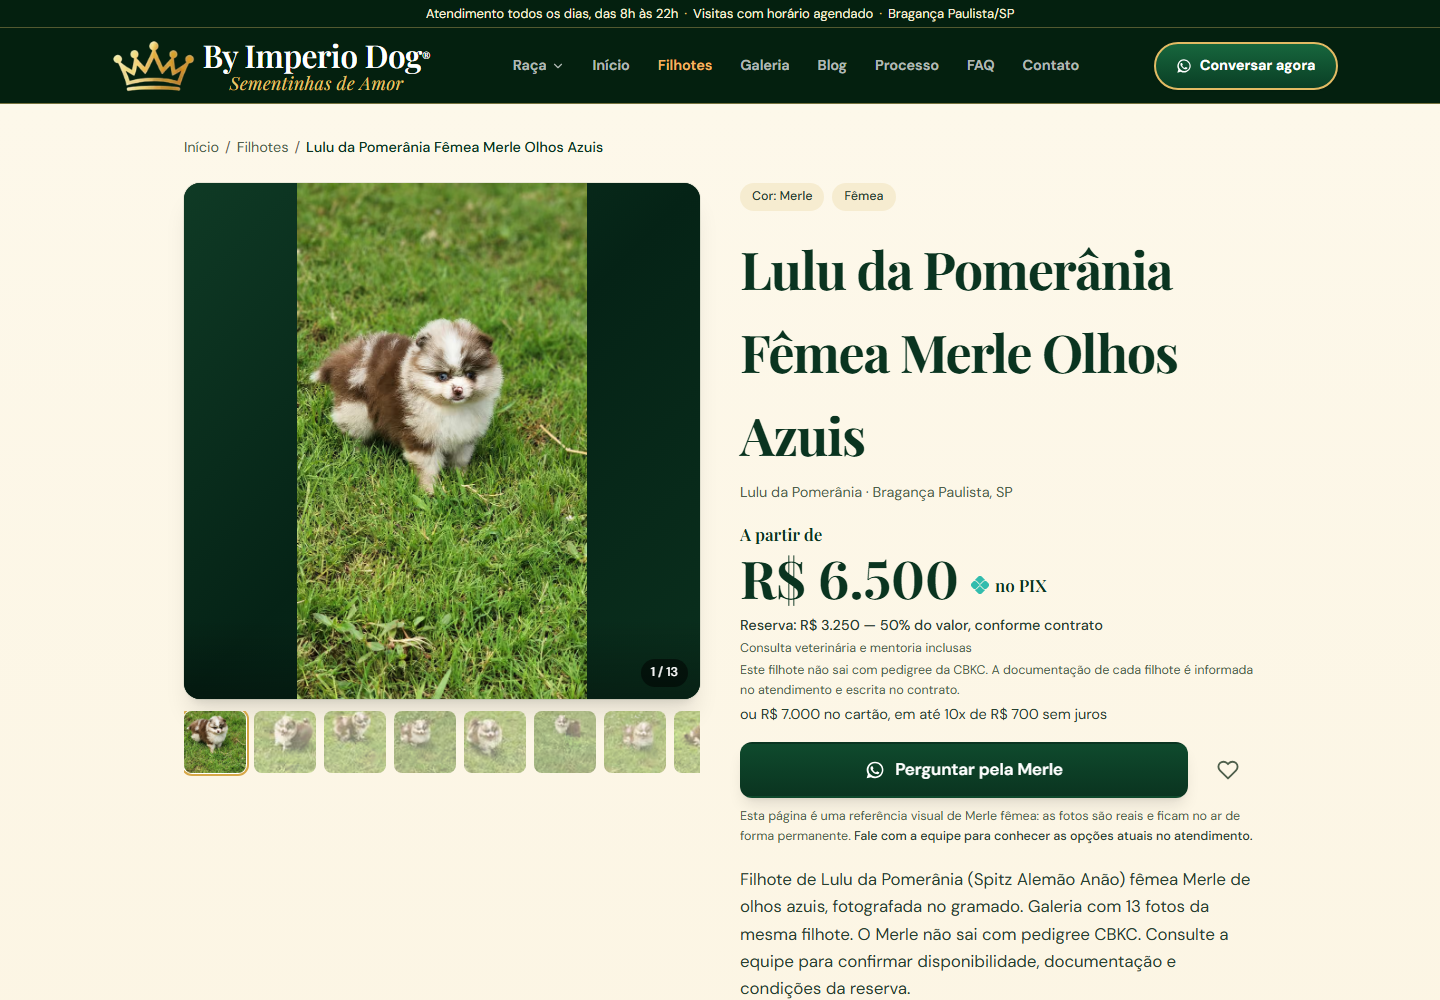 Atendimento todos os dias, das 8h às 22h · Visitas com horário agendado · Bragança Paulista/SP
By Imperio Dog®
Sementinhas de Amor
Raça
Início
Filhotes
Galeria
Blog
Processo
FAQ
Contato
Conversar agora
Início / Filhotes / Lulu da Pomerânia Fêmea Merle Olhos Azuis
1 / 13
Cor: Merle
Fêmea
Lulu da Pomerânia
Fêmea Merle Olhos
Azuis
Lulu da Pomerânia · Bragança Paulista, SP
A partir de
R$ 6.500 no PIX
Reserva: R$ 3.250 — 50% do valor, conforme contrato
Consulta veterinária e mentoria inclusas
Este filhote não sai com pedigree da CBKC. A documentação de cada filhote é informada
no atendimento e escrita no contrato.
ou R$ 7.000 no cartão, em até 10x de R$ 700 sem juros
Perguntar pela Merle
Esta página é uma referência visual de Merle fêmea: as fotos são reais e ficam no ar de
forma permanente. Fale com a equipe para conhecer as opções atuais no atendimento.
Filhote de Lulu da Pomerânia (Spitz Alemão Anão) fêmea Merle de
olhos azuis, fotografada no gramado. Galeria com 13 fotos da
mesma filhote. O Merle não sai com pedigree CBKC. Consulte a
equipe para confirmar disponibilidade, documentação e
condições da reserva.